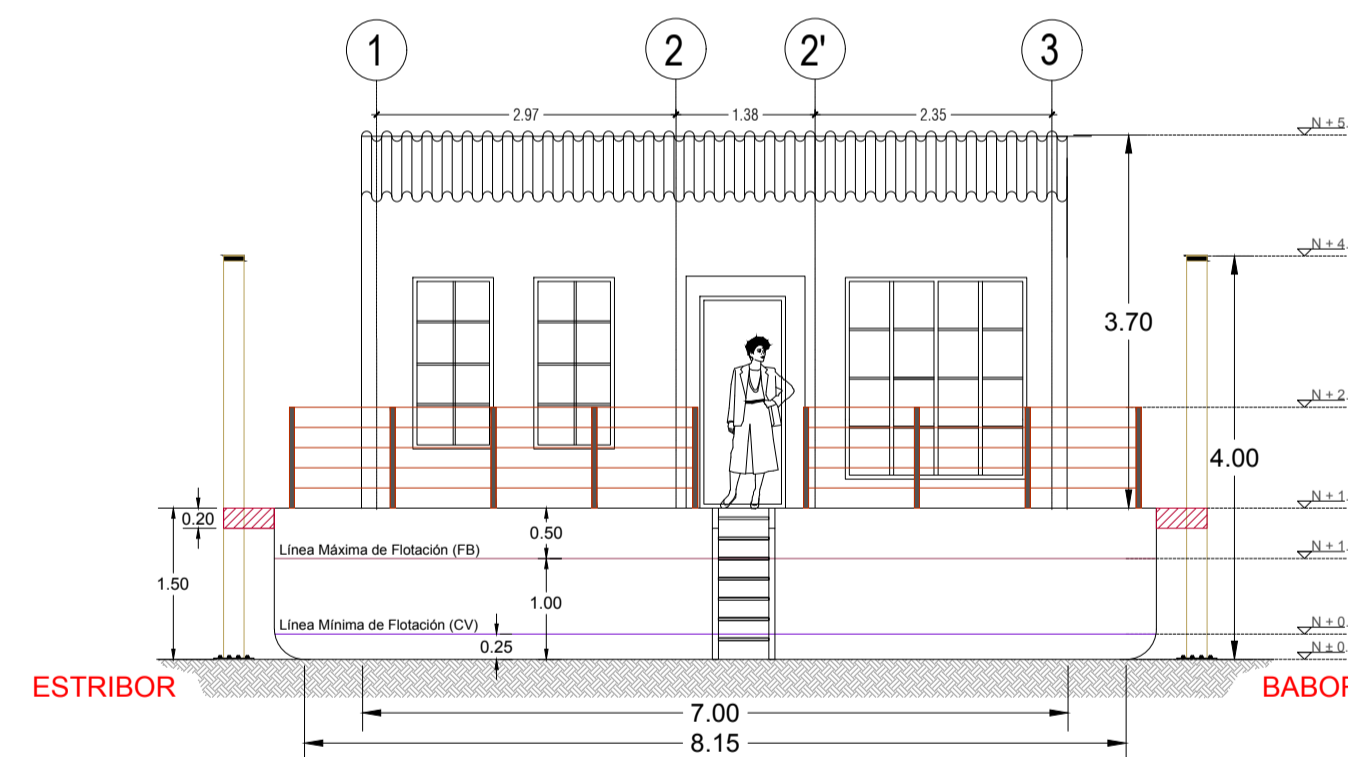 1 2 2' 3
2.97 1.38 2.35
N + 5.
N + 4.
3.70
N + 2.
4.00
N + 1.
0.20
0.50
Línea Máxima de Flotación (FB)
N + 1.
1.50
1.00
Línea Mínima de Flotación (CV)
N + 0.
0.25
N + 0.
ESTRIBOR
BABOR
7.00
8.15